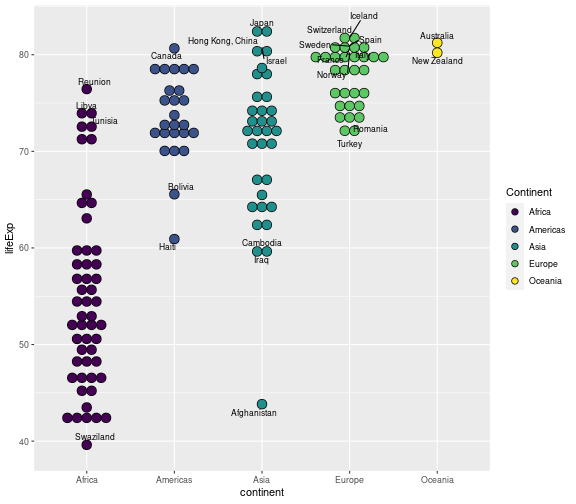 Iceland
Japan
Switzerland
Australia
Hong Kong, China
Spain
Sweden
Canada
Israel
Italy
France
New Zealand
Norway
Reunion
Libya
Tunisia
Romania
Turkey
Bolivia
Haiti
Cambodia
Iraq
Afghanistan
Swaziland
80
70
60
50
40
lifeExp
Africa
Americas
Asia
Europe
Oceania
continent
Continent
Africa
Americas
Asia
Europe
Oceania